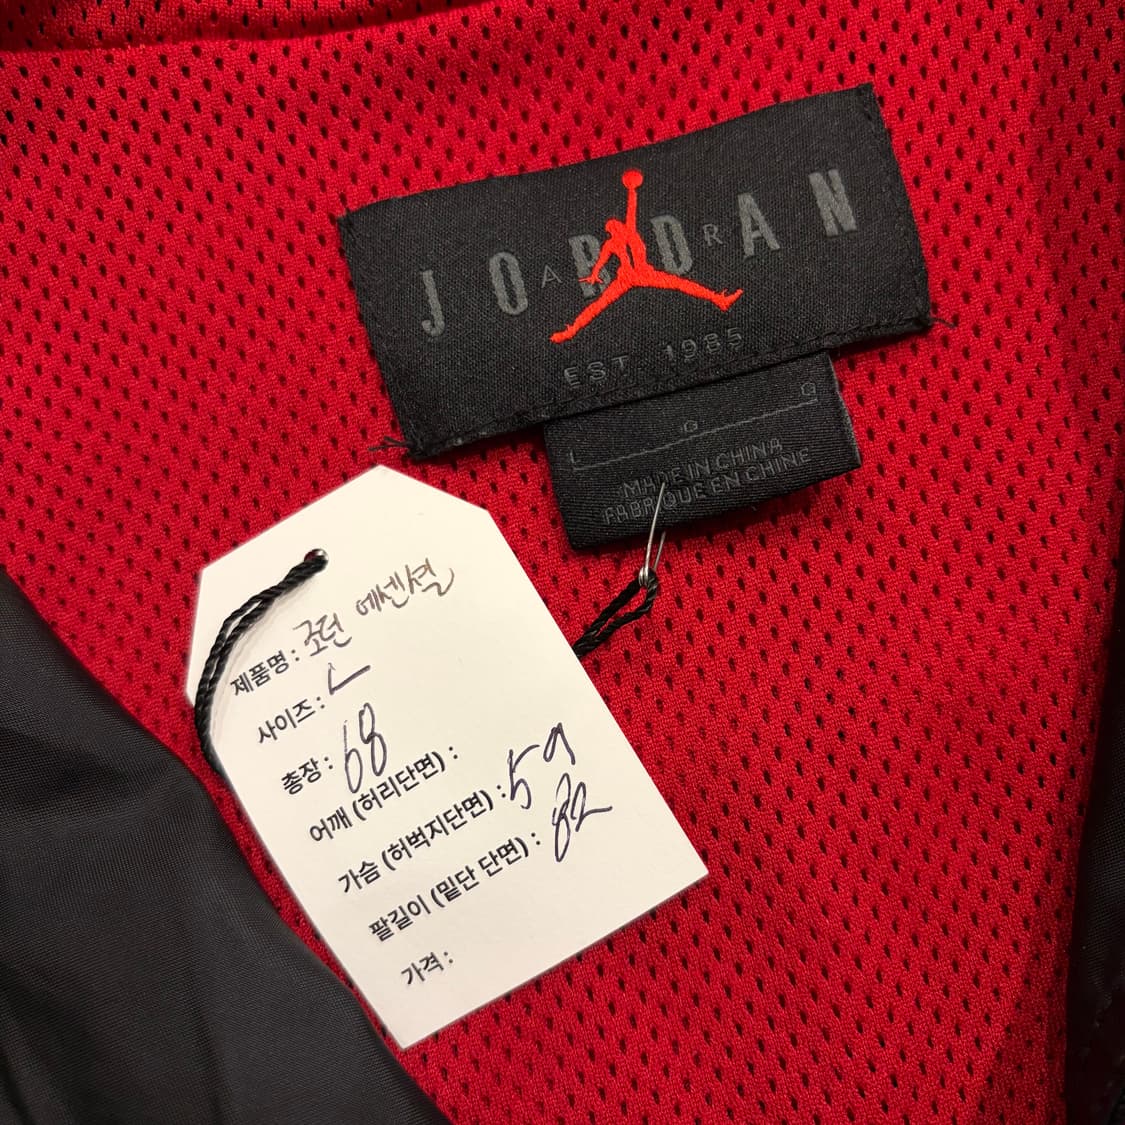 JORDAN
AIR
EST. 1985
L G G
MADE IN CHINA
FABRIQUE EN CHINE
제품명 : 조던 에센셜
사이즈 : L
총장 : 68
어깨 (허리단면) :
가슴 (허벅지단면) : 59
팔길이 (밑단 단면) : 82
가격 :